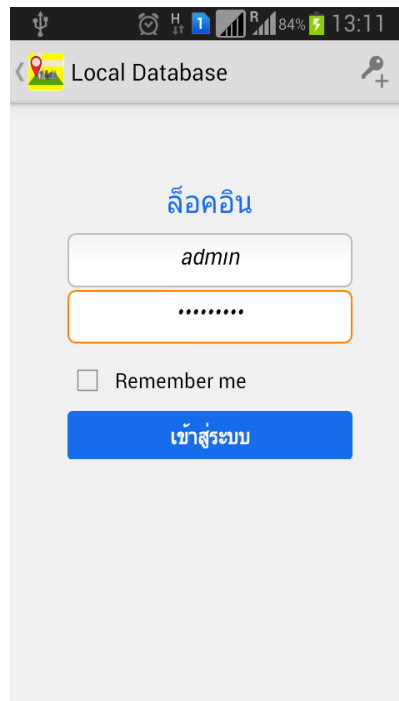 H 1 R 84% 13:11
Local Database
ล็อคอิน
admin
•••••••••
Remember me
เข้าสู่ระบบ